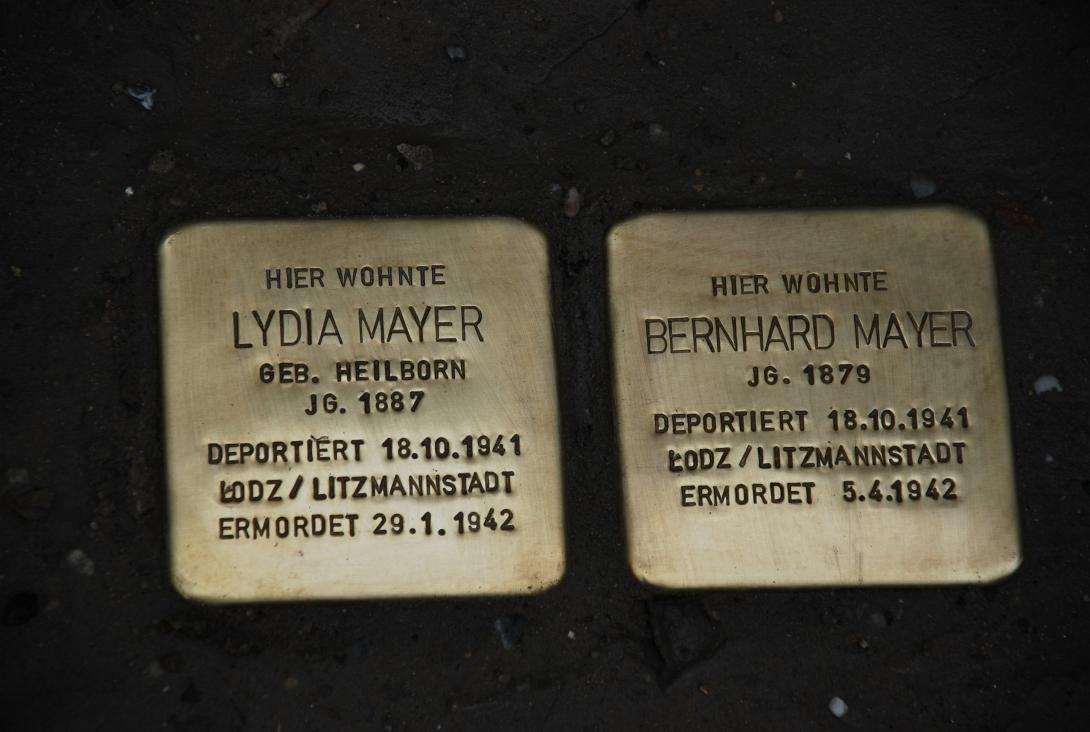 HIER WOHNTE
LYDIA MAYER
GEB. HEILBORN
JG. 1887
DEPORTIERT 18.10.1941
ŁODZ / LITZMANNSTADT
ERMORDET 29.1.1942
HIER WOHNTE
BERNHARD MAYER
JG. 1879
DEPORTIERT 18.10.1941
ŁODZ / LITZMANNSTADT
ERMORDET 5.4.1942